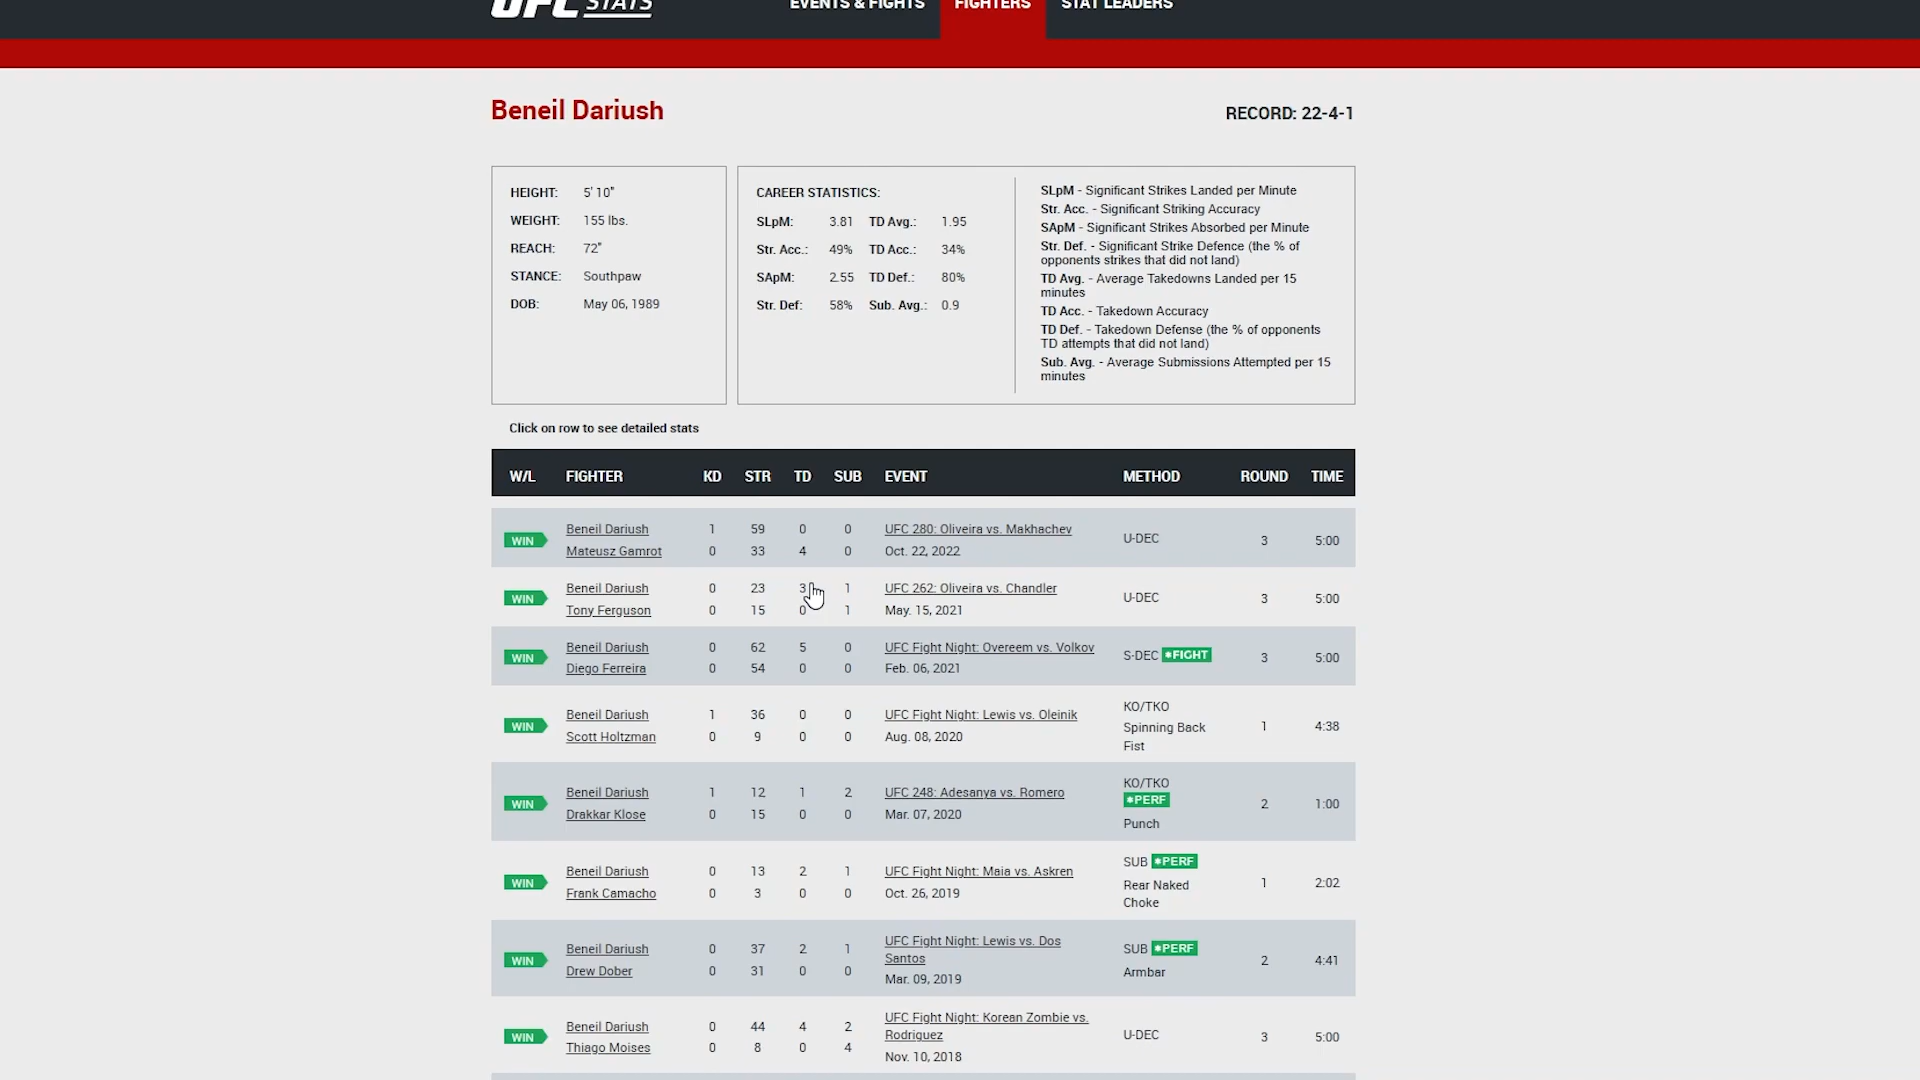 UFC STATS
EVENTS & FIGHTS FIGHTERS STAT LEADERS
Beneil Dariush RECORD: 22-4-1
HEIGHT: 5' 10"
WEIGHT: 155 lbs.
REACH: 72"
STANCE: Southpaw
DOB: May 06, 1989
CAREER STATISTICS:
SLpM: 3.81 TD Avg.: 1.95
Str. Acc.: 49% TD Acc.: 34%
SApM: 2.55 TD Def.: 80%
Str. Def: 58% Sub. Avg.: 0.9
SLpM - Significant Strikes Landed per Minute
Str. Acc. - Significant Striking Accuracy
SApM - Significant Strikes Absorbed per Minute
Str. Def. - Significant Strike Defence (the % of
opponents strikes that did not land)
TD Avg. - Average Takedowns Landed per 15
minutes
TD Acc. - Takedown Accuracy
TD Def. - Takedown Defense (the % of opponents
TD attempts that did not land)
Sub. Avg. - Average Submissions Attempted per 15
minutes
Click on row to see detailed stats
W/L FIGHTER KD STR TD SUB EVENT METHOD ROUND TIME
WIN Beneil Dariush 1 59 0 0 UFC 280: Oliveira vs. Makhachev U-DEC 3 5:00
Mateusz Gamrot 0 33 4 0 Oct. 22, 2022
WIN Beneil Dariush 0 23 3 1 UFC 262: Oliveira vs. Chandler U-DEC 3 5:00
Tony Ferguson 0 15 0 1 May. 15, 2021
WIN Beneil Dariush 0 62 5 0 UFC Fight Night: Overeem vs. Volkov S-DEC *FIGHT 3 5:00
Diego Ferreira 0 54 0 0 Feb. 06, 2021
WIN Beneil Dariush 1 36 0 0 UFC Fight Night: Lewis vs. Oleinik KO/TKO 1 4:38
Scott Holtzman 0 9 0 0 Aug. 08, 2020 Spinning Back
Fist
WIN Beneil Dariush 1 12 1 2 UFC 248: Adesanya vs. Romero KO/TKO 2 1:00
*PERF
Drakkar Klose 0 15 0 0 Mar. 07, 2020 Punch
WIN Beneil Dariush 0 13 2 1 UFC Fight Night: Maia vs. Askren SUB *PERF 1 2:02
Frank Camacho 0 3 0 0 Oct. 26, 2019 Rear Naked
Choke
WIN Beneil Dariush 0 37 2 1 UFC Fight Night: Lewis vs. Dos SUB *PERF 2 4:41
Santos
Drew Dober 0 31 0 0 Mar. 09, 2019 Armbar
WIN Beneil Dariush 0 44 4 2 UFC Fight Night: Korean Zombie vs. U-DEC 3 5:00
Rodriguez
Thiago Moises 0 8 0 4 Nov. 10, 2018